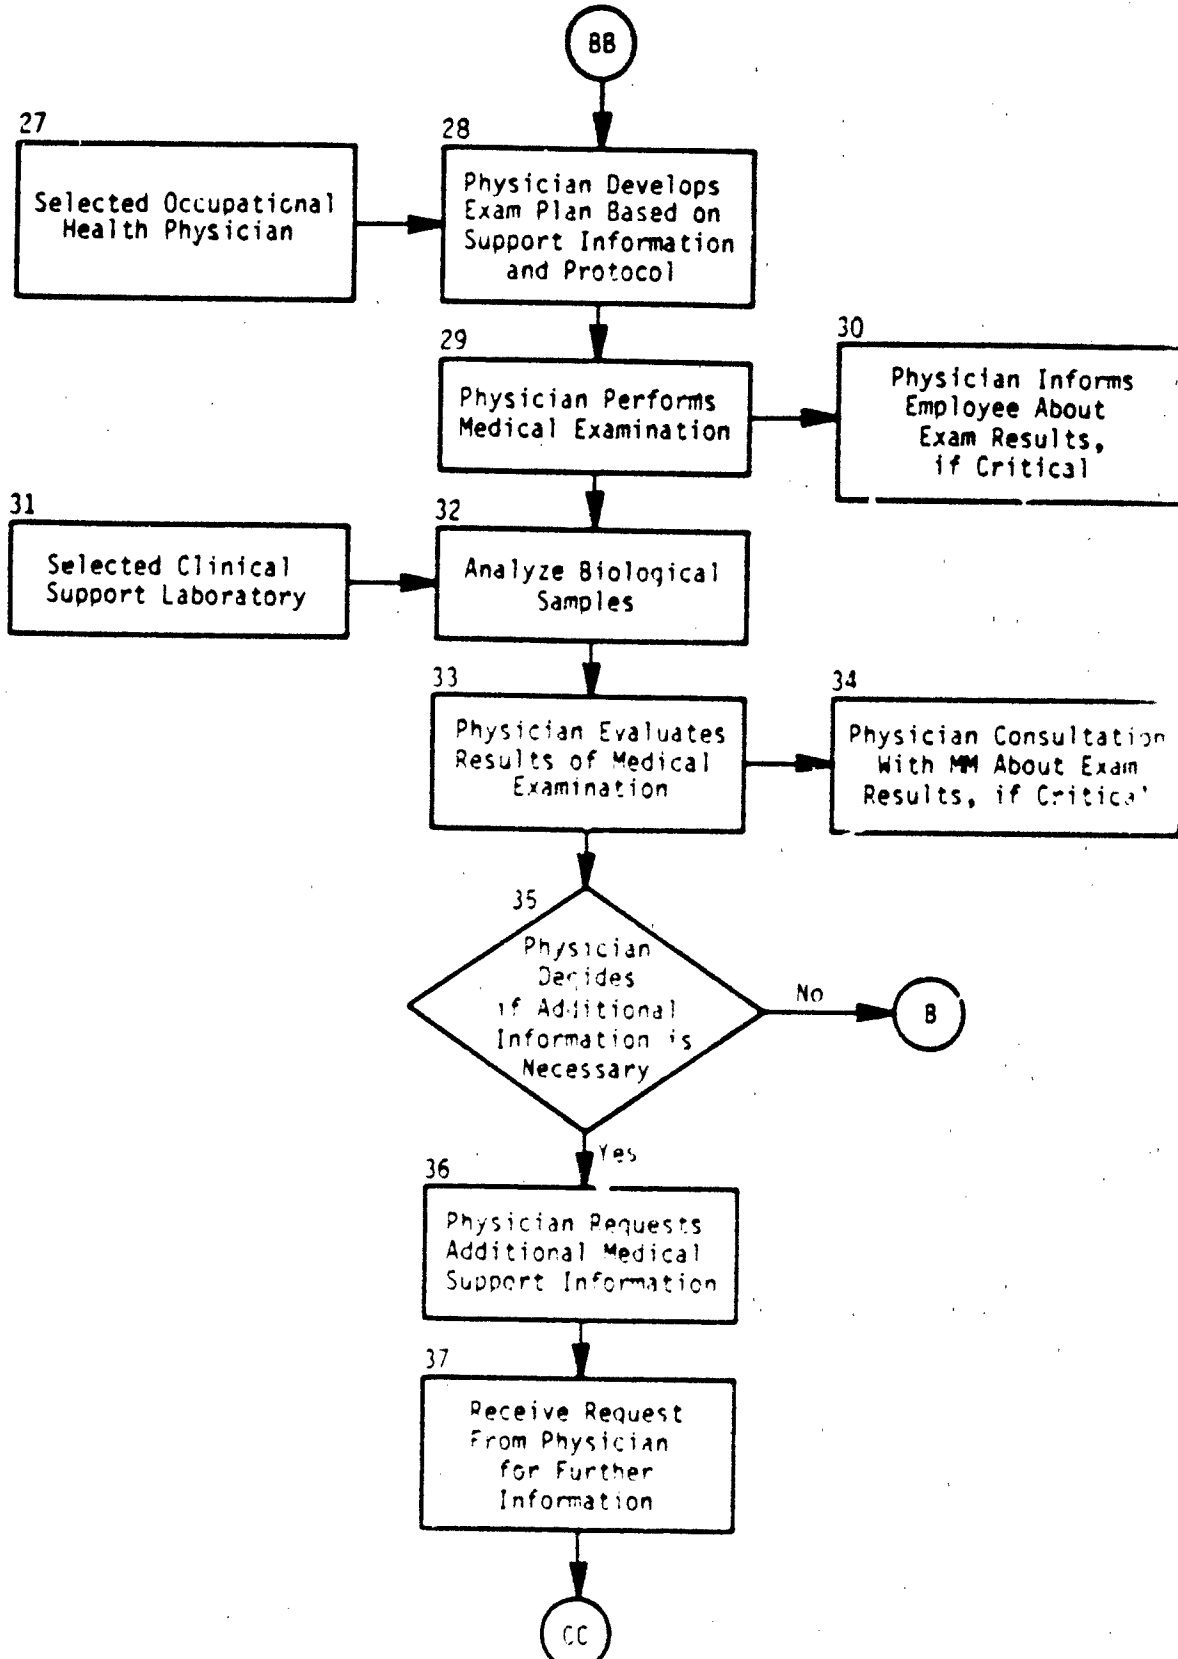 BB
27
Selected Occupational
Health Physician
28
Physician Develops
Exam Plan Based on
Support Information
and Protocol
29
Physician Performs
Medical Examination
30
Physician Informs
Employee About
Exam Results,
if Critical
31
Selected Clinical
Support Laboratory
32
Analyze Biological
Samples
33
Physician Evaluates
Results of Medical
Examination
34
Physician Consultation
With MM About Exam
Results, if Critical
35
Physician
Decides
if Additional
Information is
Necessary
No
B
Yes
36
Physician Requests
Additional Medical
Support Information
37
Receive Request
From Physician
for Further
Information
CC